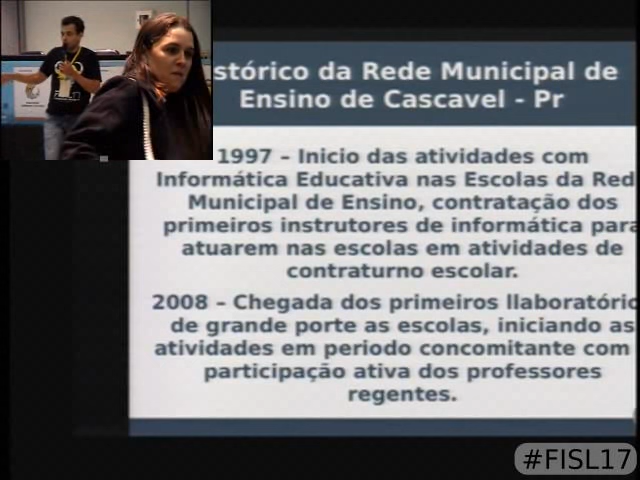 stórico da Rede Municipal de
Ensino de Cascavel - Pr
1997 – Inicio das atividades com
Informática Educativa nas Escolas da Red
Municipal de Ensino, contratação dos
primeiros instrutores de informática para
atuarem nas escolas em atividades de
contraturno escolar.
2008 – Chegada dos primeiros llaboratório
de grande porte as escolas, iniciando as
atividades em periodo concomitante com
participação ativa dos professores
regentes.
#FISL17